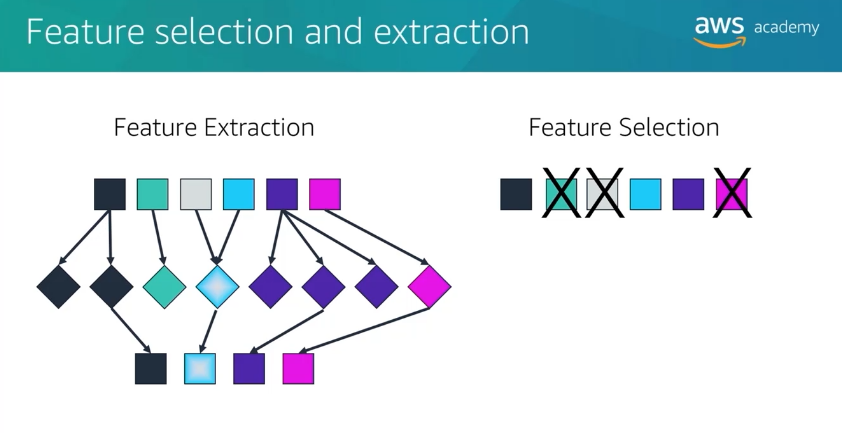 Feature selection and extraction
aws academy
Feature Extraction
Feature Selection